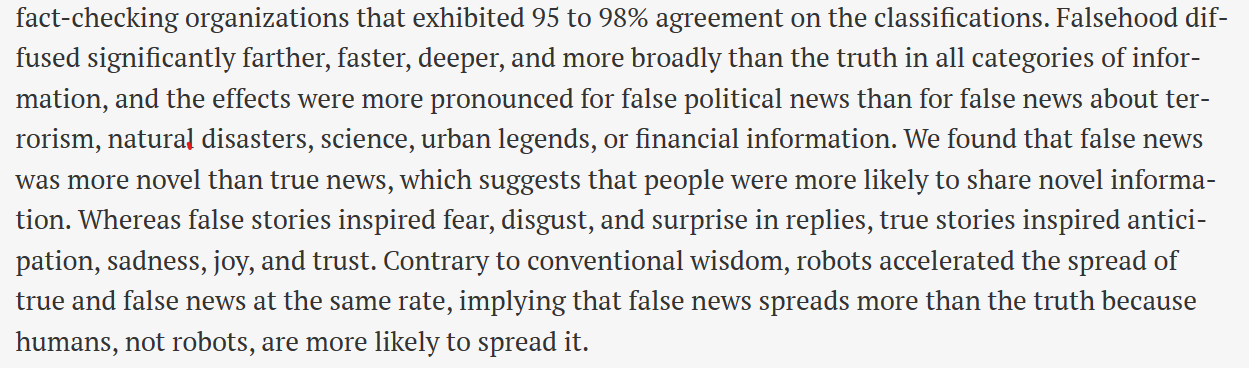 fact-checking organizations that exhibited 95 to 98% agreement on the classifications. Falsehood dif-
fused significantly farther, faster, deeper, and more broadly than the truth in all categories of infor-
mation, and the effects were more pronounced for false political news than for false news about ter-
rorism, natural disasters, science, urban legends, or financial information. We found that false news
was more novel than true news, which suggests that people were more likely to share novel informa-
tion. Whereas false stories inspired fear, disgust, and surprise in replies, true stories inspired antici-
pation, sadness, joy, and trust. Contrary to conventional wisdom, robots accelerated the spread of
true and false news at the same rate, implying that false news spreads more than the truth because
humans, not robots, are more likely to spread it.